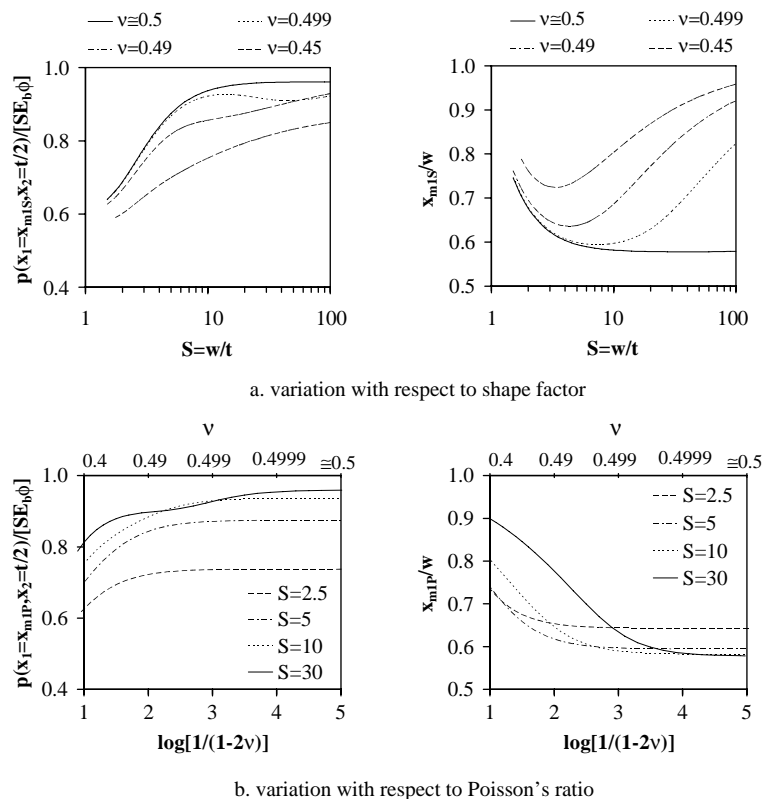 ν≅0.5 ν=0.499
ν=0.49 ν=0.45
p(x₁=x_m1S,x₂=t/2)/[SE_bϕ]
1.0
0.8
0.6
0.4
1 10 100
S=w/t
ν≅0.5 ν=0.499
ν=0.49 ν=0.45
x_m1S/w
1.0
0.9
0.8
0.7
0.6
0.5
1 10 100
S=w/t
a. variation with respect to shape factor
ν
0.4 0.49 0.499 0.4999 ≅0.5
p(x₁=x_m1P,x₂=t/2)/[SE_bϕ]
1.0
0.8
0.6
0.4
S=2.5
S=5
S=10
S=30
1 2 3 4 5
log[1/(1-2ν)]
ν
0.4 0.49 0.499 0.4999 ≅0.5
x_m1P/w
1.0
0.9
0.8
0.7
0.6
0.5
S=2.5
S=5
S=10
S=30
1 2 3 4 5
log[1/(1-2ν)]
b. variation with respect to Poisson's ratio